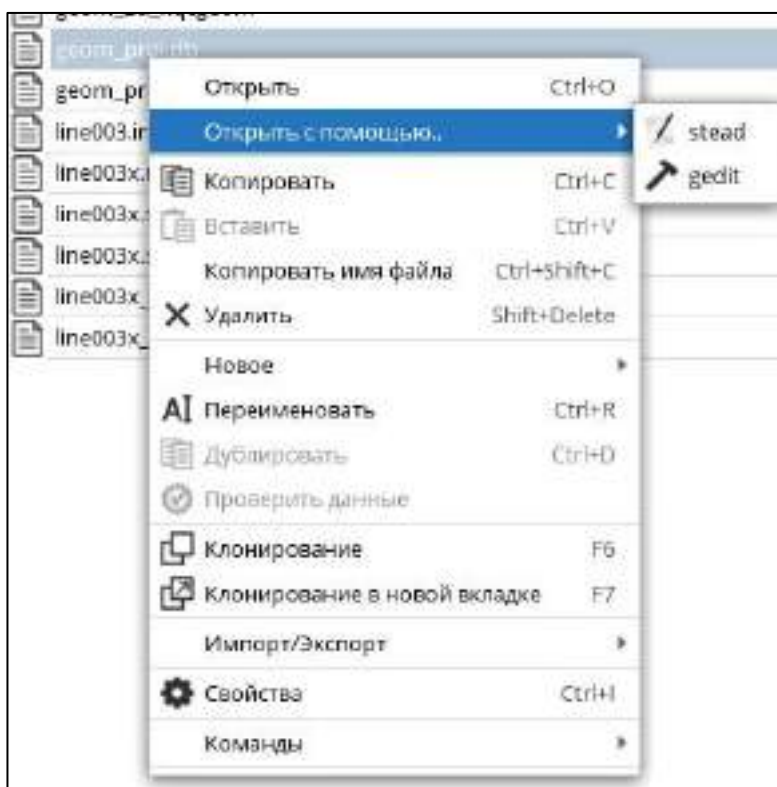 geom_pr
line003.in
line003x.
line003x.
line003x.
line003x_
line003x_
Открыть Ctrl+O
Открыть с помощью..
Копировать Ctrl+C
Вставить Ctrl+V
Копировать имя файла Ctrl+Shift+C
Удалить Shift+Delete
Новое
Переименовать Ctrl+R
Дублировать Ctrl+D
Проверить данные
Клонирование F6
Клонирование в новой вкладке F7
Импорт/Экспорт
Свойства Ctrl+I
Команды
stead
gedit